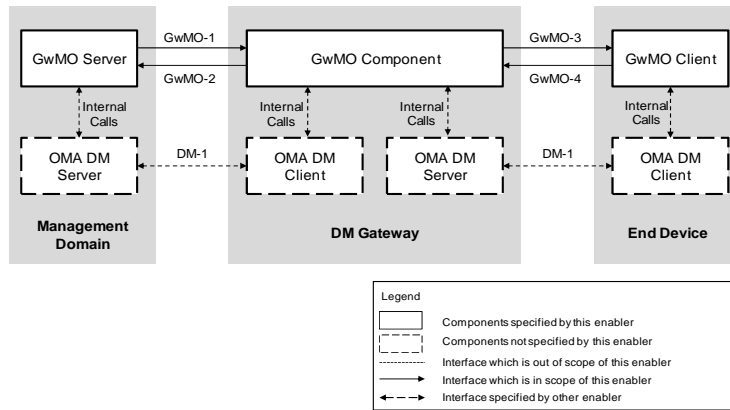 GwMO-1
GwMO-3
GwMO Server
GwMO Component
GwMO Client
GwMO-2
GwMO-4
Internal
Calls
Internal
Calls
Internal
Calls
Internal
Calls
OMA DM
Server
DM-1
OMA DM
Client
OMA DM
Server
DM-1
OMA DM
Client
Management
Domain
DM Gateway
End Device
Legend
Components specified by this enabler
Components not specified by this enabler
Interface which is out of scope of this enabler
Interface which is in scope of this enabler
Interface specified by other enabler